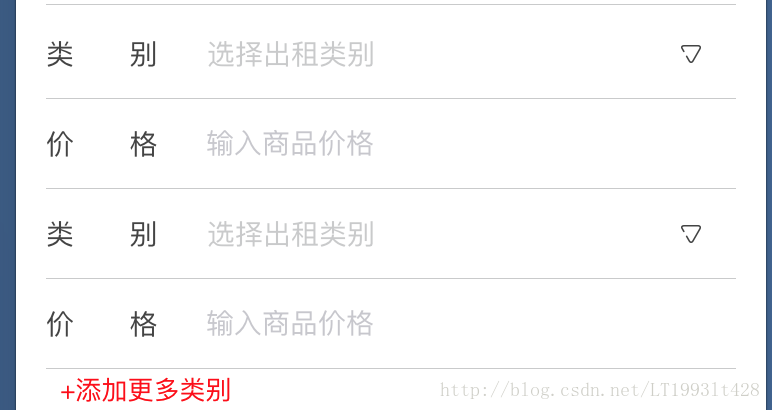 类 别 选择出租类别
价 格 输入商品价格
类 别 选择出租类别
价 格 输入商品价格
+添加更多类别
http://blog.csdn.net/LT19931t428